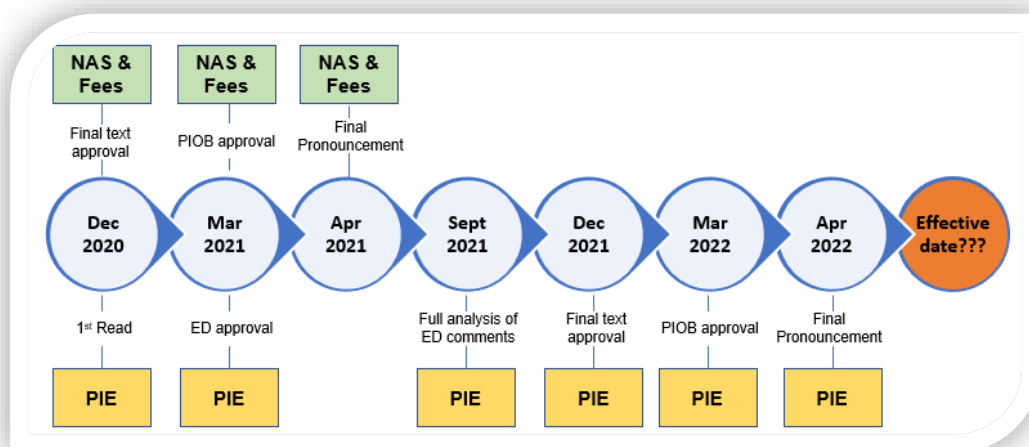 NAS &
Fees
NAS &
Fees
NAS &
Fees
Final text
approval
PIOB approval
Final
Pronouncement
Dec
2020
Mar
2021
Apr
2021
Sept
2021
Dec
2021
Mar
2022
Apr
2022
Effective
date???
1st Read
ED approval
Full analysis of
ED comments
Final text
approval
PIOB approval
Final
Pronouncement
PIE
PIE
PIE
PIE
PIE
PIE